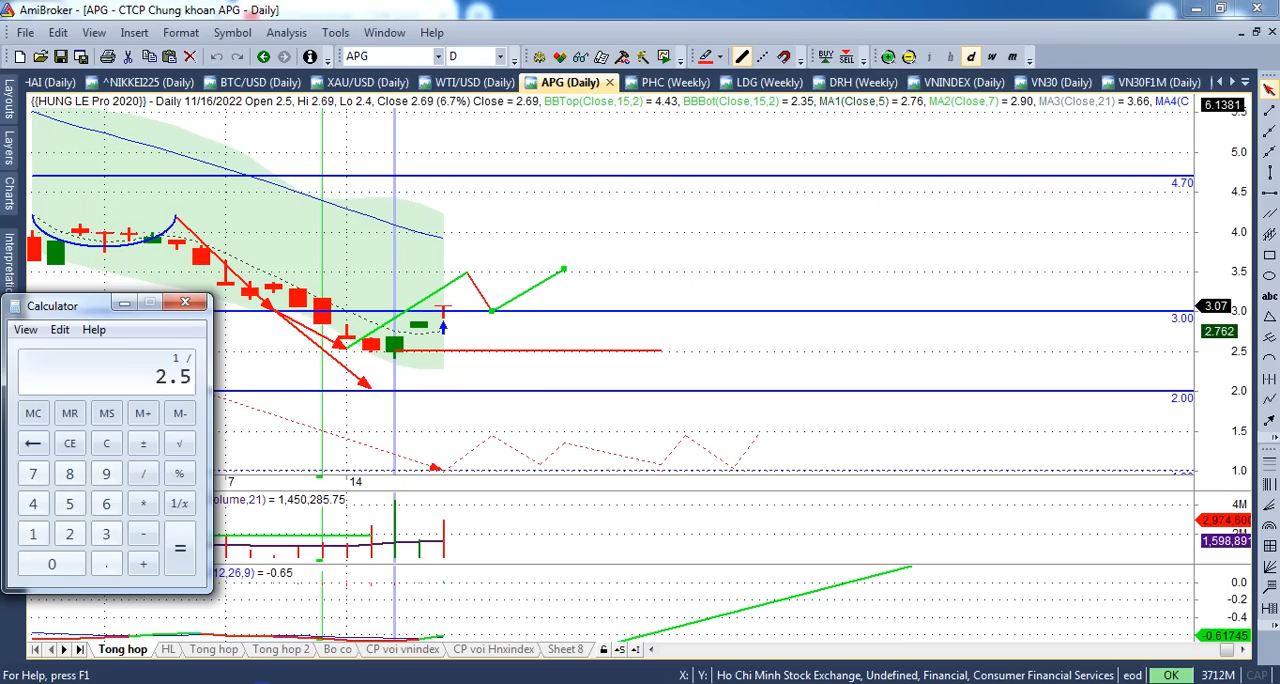 AmiBroker - [APG - CTCP Chung khoan APG - Daily]
File Edit View Insert Format Symbol Analysis Tools Window Help
APG D BUY SELL i h d w m
HAI (Daily) ^NIKKEI225 (Daily) BTC/USD (Daily) XAU/USD (Daily) WTI/USD (Daily) APG (Daily) PHC (Weekly) LDG (Weekly) DRH (Weekly) VNINDEX (Daily) VN30 (Daily) VN30F1M (Daily)
Layouts
Layers
Charts
Interpretation
{{HUNG LE Pro 2020}} - Daily 11/16/2022 Open 2.5, Hi 2.69, Lo 2.4, Close 2.69 (6.7%) Close = 2.69, BBTop(Close,15,2) = 4.43, BBBot(Close,15,2) = 2.35, MA1(Close,5) = 2.76, MA2(Close,7) = 2.90, MA3(Close,21) = 3.66, MA4(C
6.1381
5.5
5.0
4.70
4.5
4.0
3.5
3.07
3.0
3.00
2.762
2.5
2.0
2.00
1.5
1.0
7 14
Calculator
View Edit Help
1 /
2.5
MC MR MS M+ M-
← CE C ± √
7 8 9 / %
4 5 6 * 1/x
1 2 3 - =
0 . +
olume,21) = 1,450,285.75
4M
2,974,600
1,598,891
12,26,9) = -0.65
0.0
-0.2
-0.4
-0.61745
Tong hop HL Tong hop Tong hop 2 Bo co CP voi vnindex CP voi Hnxindex Sheet 8
For Help, press F1 X: Y: Ho Chi Minh Stock Exchange, Undefined, Financial, Consumer Financial Services eod OK 3712M CAP
abc